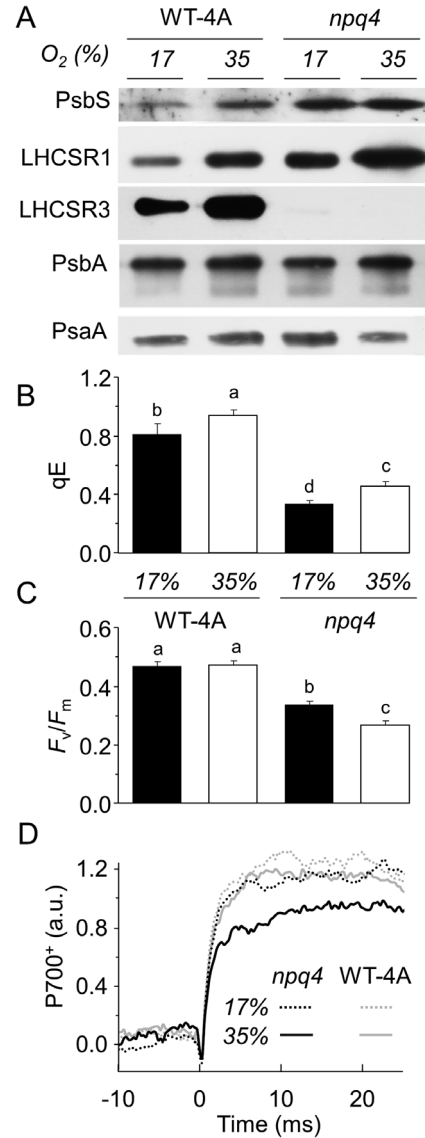 A
WT-4A npq4
O2 (%) 17 35 17 35
PsbS
LHCSR1
LHCSR3
PsbA
PsaA
B
1.2
0.8
0.4
0.0
qE
b a d c
17% 35% 17% 35%
WT-4A npq4
C
0.6
0.4
0.2
0.0
Fv/Fm
a a b c
D
1.2
0.8
0.4
0.0
P700+ (a.u.)
npq4 WT-4A
17%
35%
-10 0 10 20
Time (ms)